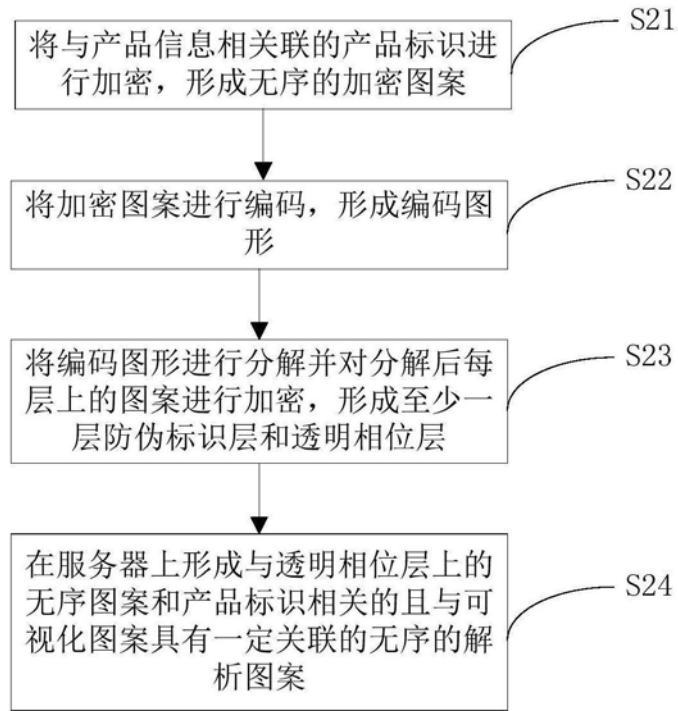 将与产品信息相关联的产品标识进
行加密，形成无序的加密图案
S21
将加密图案进行编码，形成编码图
形
S22
将编码图形进行分解并对分解后每
层上的图案进行加密，形成至少一
层防伪标识层和透明相位层
S23
在服务器上形成与透明相位层上的
无序图案和产品标识相关的且与可
视化图案具有一定关联的无序的解
析图案
S24